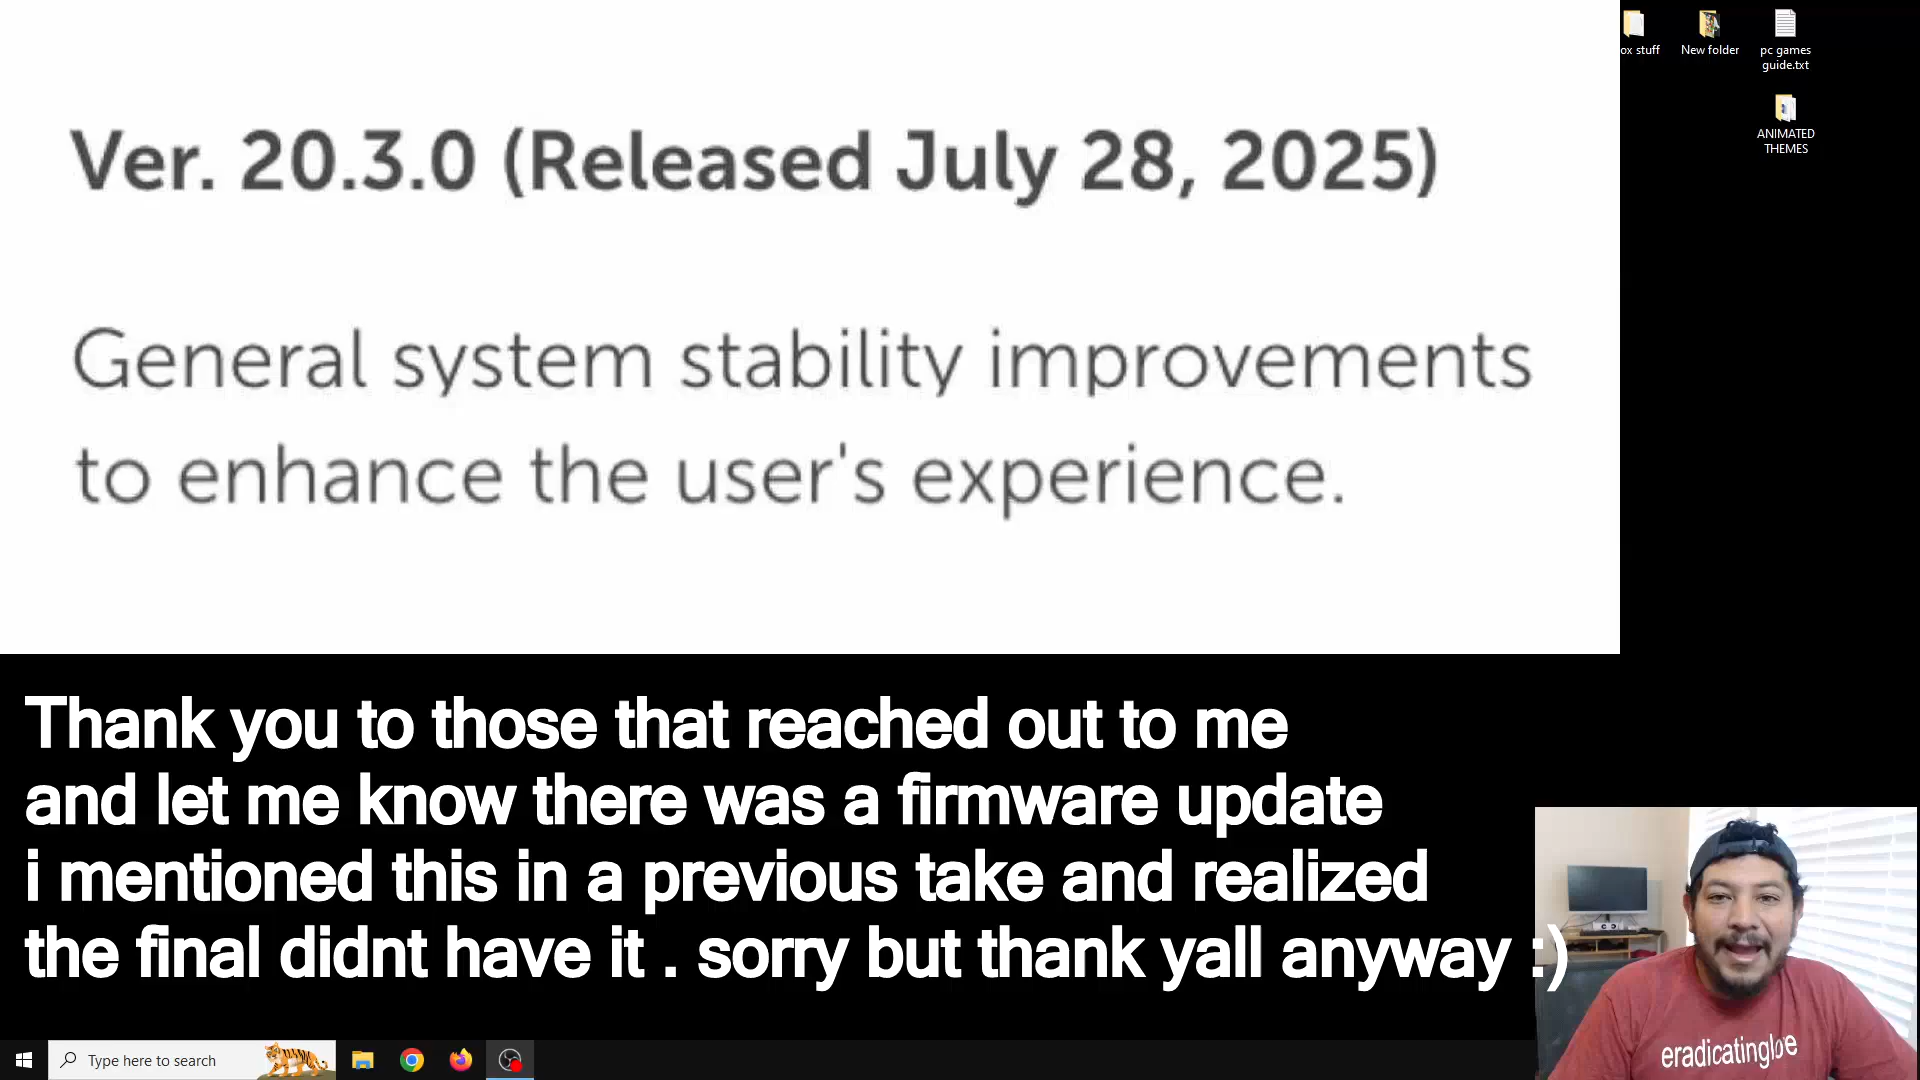 Ver. 20.3.0 (Released July 28, 2025)
General system stability improvements
to enhance the user's experience.
ox stuff
New folder
pc games
guide.txt
ANIMATED
THEMES
Thank you to those that reached out to me
and let me know there was a firmware update
i mentioned this in a previous take and realized
the final didnt have it . sorry but thank yall anyway :)
Type here to search